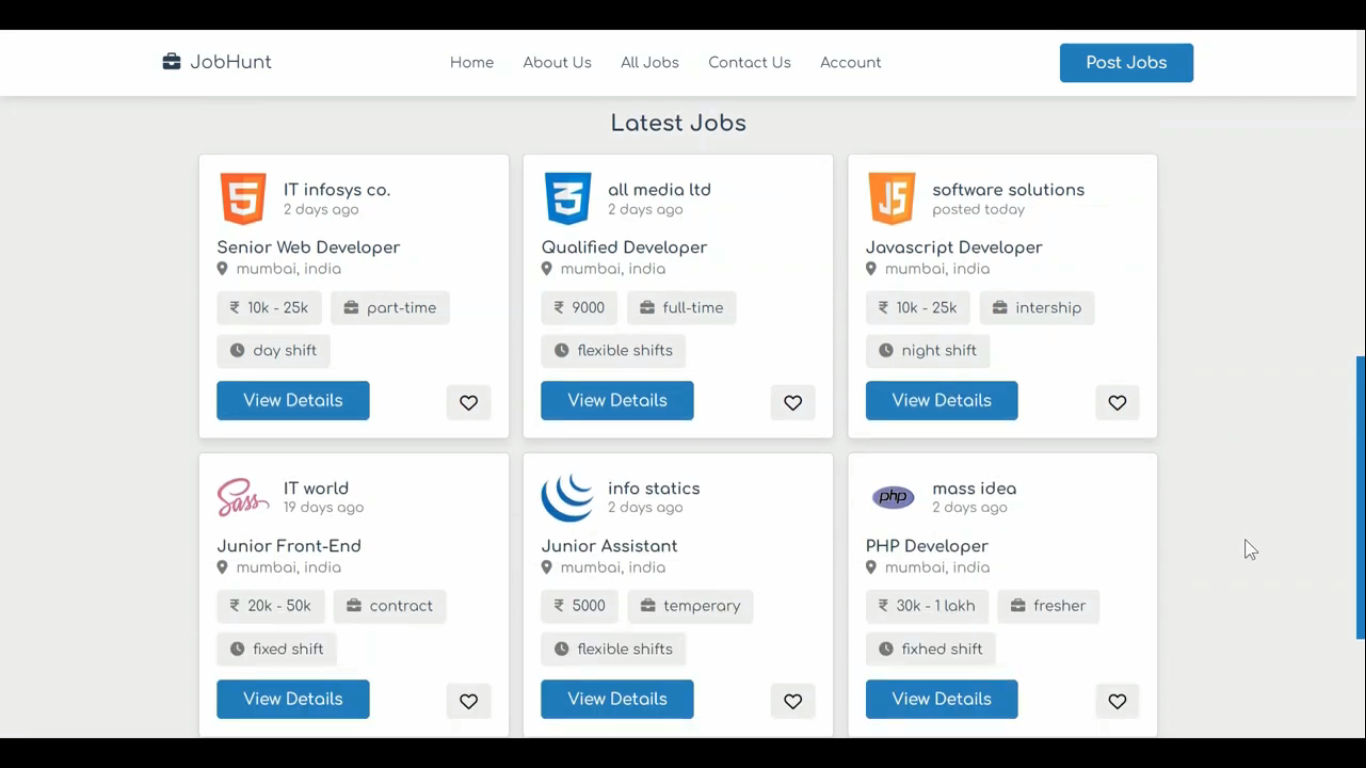 JobHunt Home About Us All Jobs Contact Us Account Post Jobs
Latest Jobs
5 IT infosys co.
2 days ago
Senior Web Developer
mumbai, india
₹ 10k - 25k part-time
day shift
View Details
3 all media ltd
2 days ago
Qualified Developer
mumbai, india
₹ 9000 full-time
flexible shifts
View Details
JS software solutions
posted today
Javascript Developer
mumbai, india
₹ 10k - 25k intership
night shift
View Details
Sass IT world
19 days ago
Junior Front-End
mumbai, india
₹ 20k - 50k contract
fixed shift
View Details
info statics
2 days ago
Junior Assistant
mumbai, india
₹ 5000 temperary
flexible shifts
View Details
php mass idea
2 days ago
PHP Developer
mumbai, india
₹ 30k - 1 lakh fresher
fixhed shift
View Details